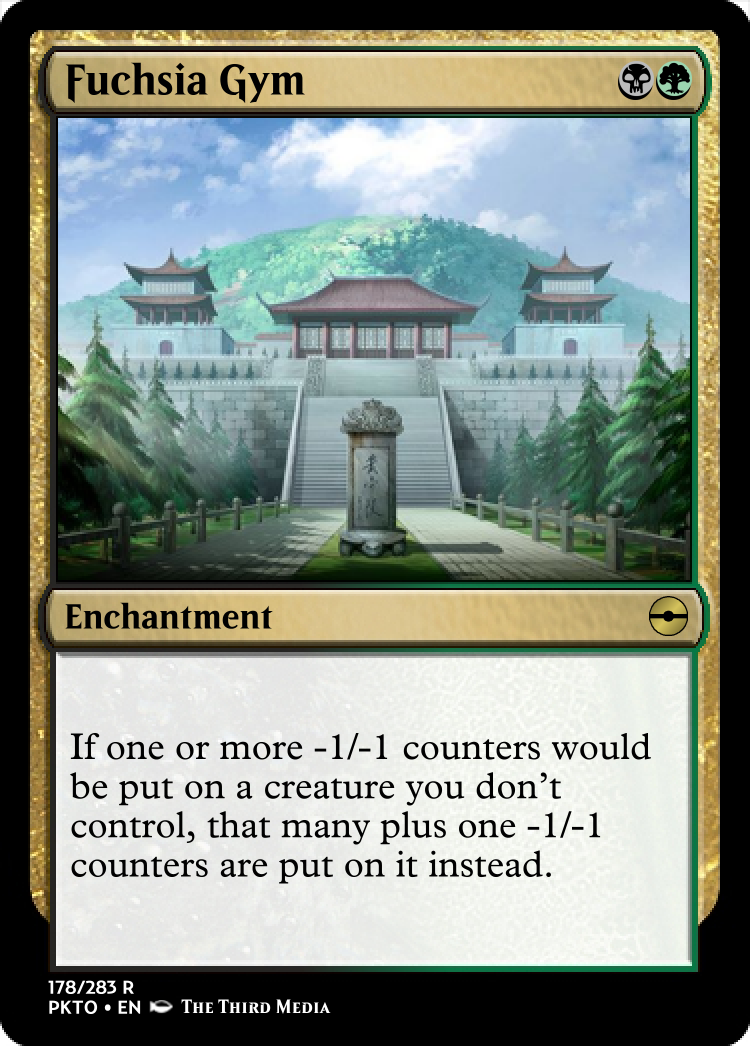 Fuchsia Gym
Enchantment
If one or more -1/-1 counters would
be put on a creature you don't
control, that many plus one -1/-1
counters are put on it instead.
178/283 R
PKTO • EN The Third Media